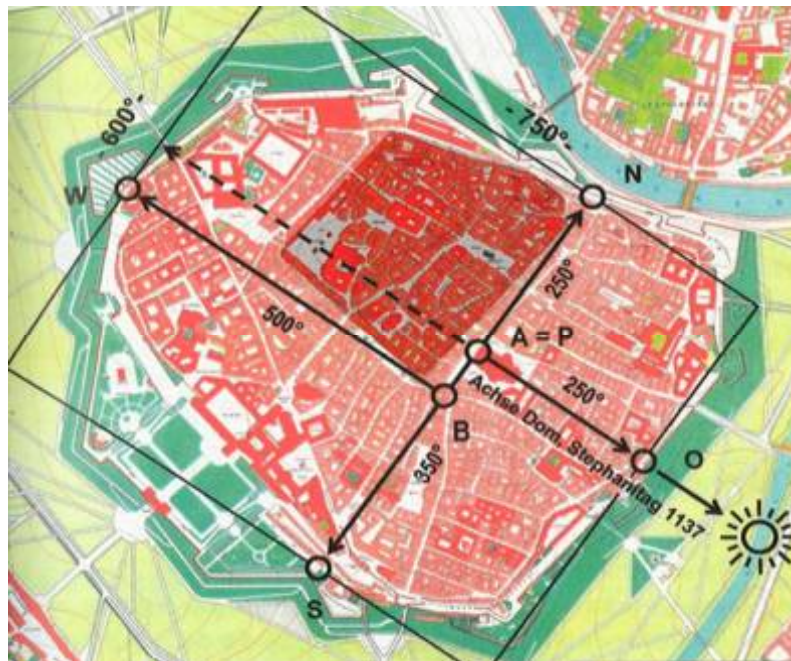 - 750°-
600°-
N
W
250°
500°
A = P
250°
B
Achse Dom, Stephanitag 1137
O
350°
S